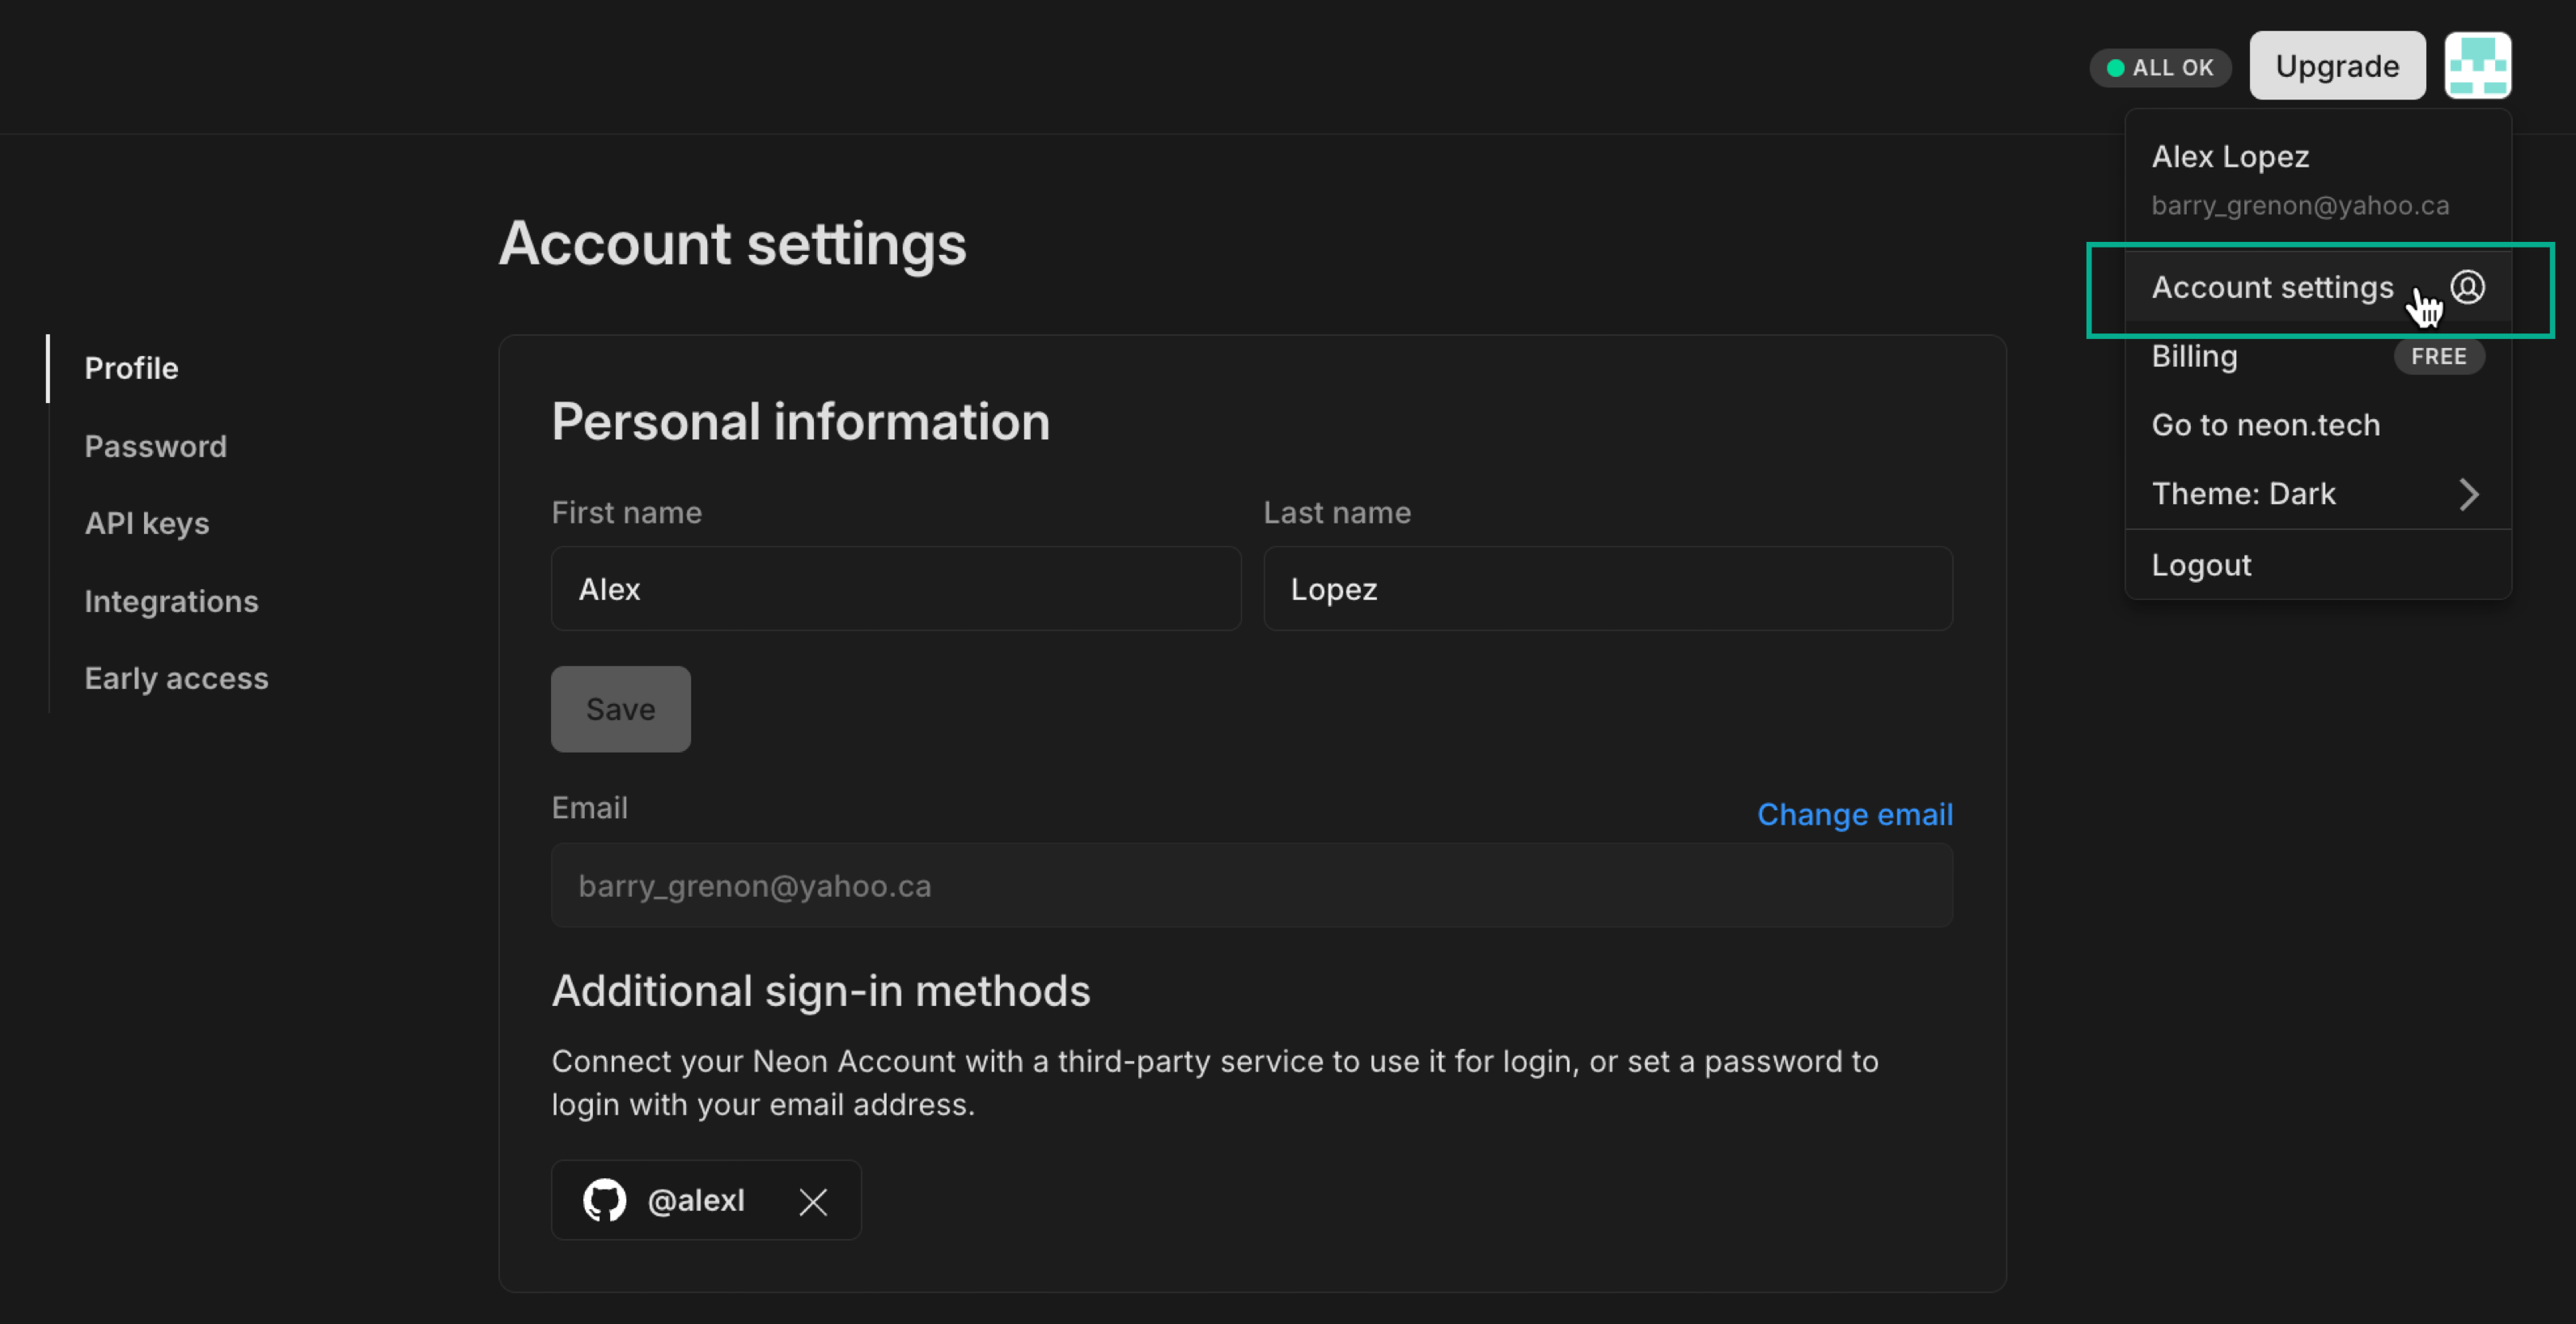 ALL OK
Upgrade
Alex Lopez
barry_grenon@yahoo.ca
Account settings
Billing
FREE
Go to neon.tech
Theme: Dark
Logout
Account settings
Profile
Password
API keys
Integrations
Early access
Personal information
First name
Last name
Alex
Lopez
Save
Email
Change email
barry_grenon@yahoo.ca
Additional sign-in methods
Connect your Neon Account with a third-party service to use it for login, or set a password to
login with your email address.
@alexl